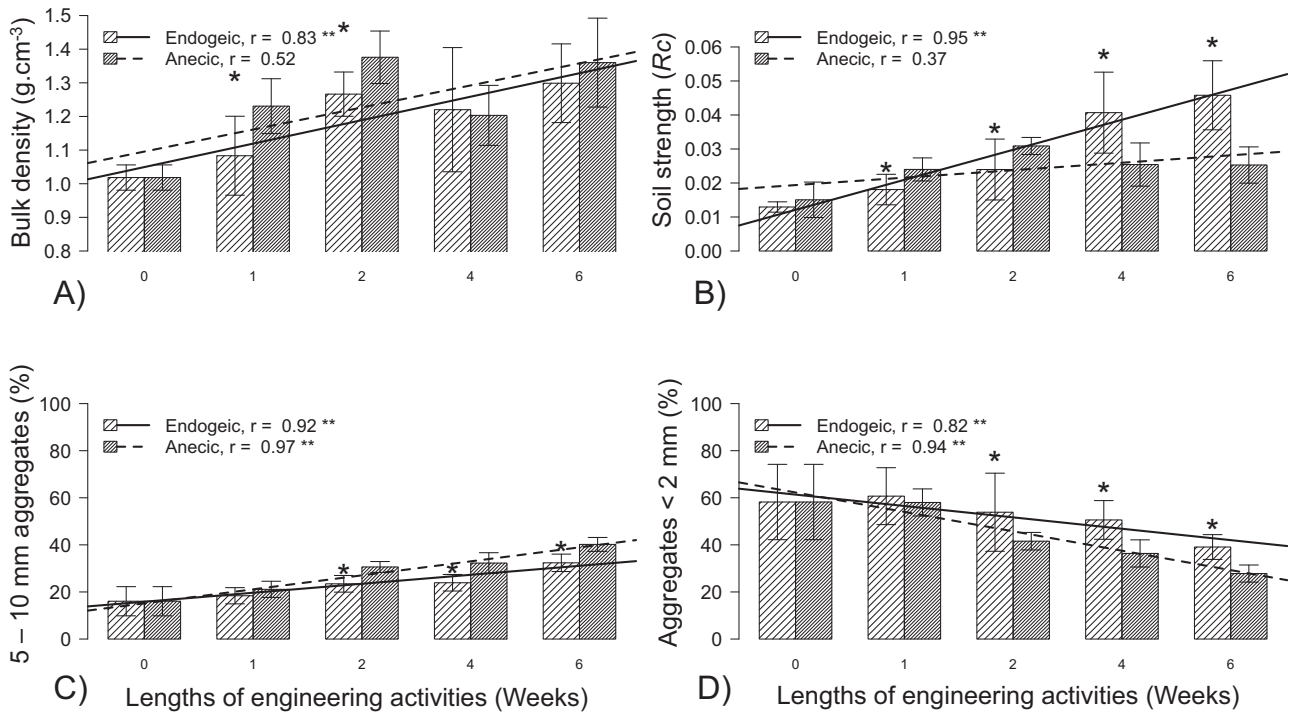 Bulk density (g.cm-3)
1.5
1.4
1.3
1.2
1.1
1.0
0.9
0.8
Endogeic, r = 0.83 **
Anecic, r = 0.52
*
*
0 1 2 4 6
A)
Soil strength (Rc)
0.06
0.05
0.04
0.03
0.02
0.01
0.00
Endogeic, r = 0.95 **
Anecic, r = 0.37
* * * *
0 1 2 4 6
B)
5 – 10 mm aggregates (%)
100
80
60
40
20
0
Endogeic, r = 0.92 **
Anecic, r = 0.97 **
* * *
0 1 2 4 6
C) Lengths of engineering activities (Weeks)
Aggregates < 2 mm (%)
100
80
60
40
20
0
Endogeic, r = 0.82 **
Anecic, r = 0.94 **
* * *
0 1 2 4 6
D) Lengths of engineering activities (Weeks)